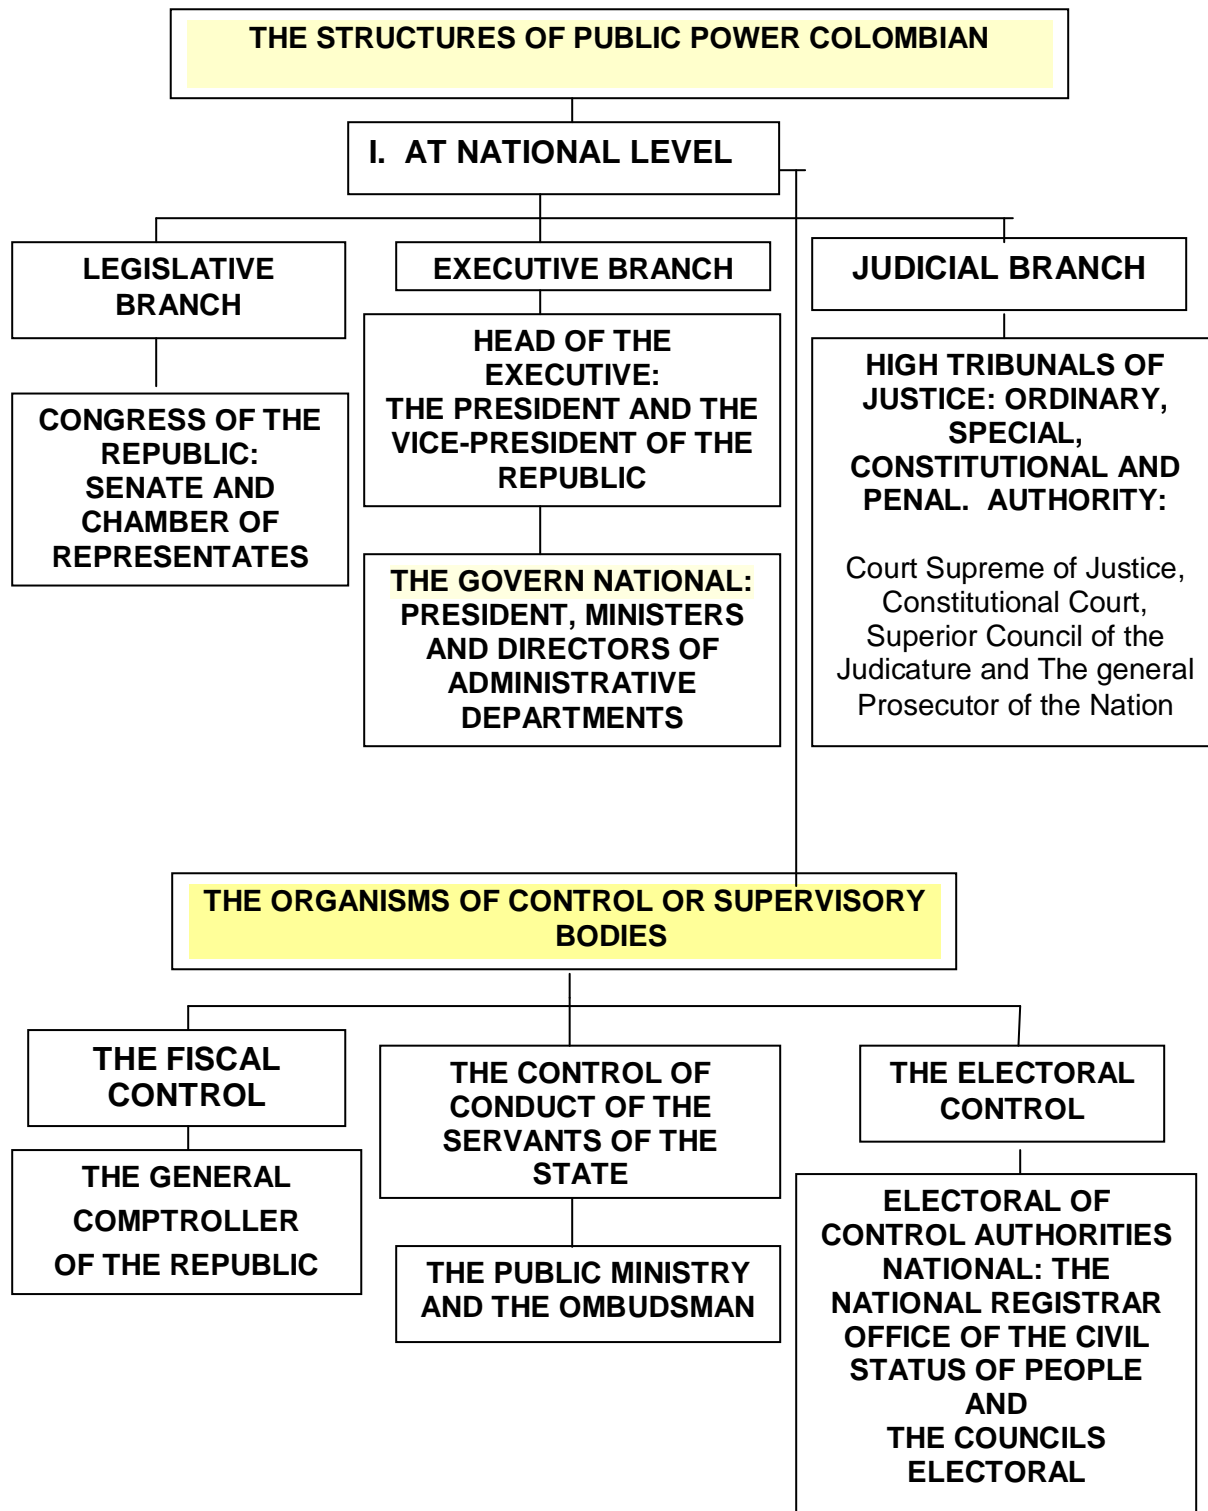 THE STRUCTURES OF PUBLIC POWER COLOMBIAN
I. AT NATIONAL LEVEL
LEGISLATIVE
BRANCH
CONGRESS OF THE
REPUBLIC:
SENATE AND
CHAMBER OF
REPRESENTATES
EXECUTIVE BRANCH
HEAD OF THE
EXECUTIVE:
THE PRESIDENT AND THE
VICE-PRESIDENT OF THE
REPUBLIC
THE GOVERN NATIONAL:
PRESIDENT, MINISTERS
AND DIRECTORS OF
ADMINISTRATIVE
DEPARTMENTS
JUDICIAL BRANCH
HIGH TRIBUNALS OF
JUSTICE: ORDINARY,
SPECIAL,
CONSTITUTIONAL AND
PENAL. AUTHORITY:
Court Supreme of Justice,
Constitutional Court,
Superior Council of the
Judicature and The general
Prosecutor of the Nation
THE ORGANISMS OF CONTROL OR SUPERVISORY
BODIES
THE FISCAL
CONTROL
THE GENERAL
COMPTROLLER
OF THE REPUBLIC
THE CONTROL OF
CONDUCT OF THE
SERVANTS OF THE
STATE
THE PUBLIC MINISTRY
AND THE OMBUDSMAN
THE ELECTORAL
CONTROL
ELECTORAL OF
CONTROL AUTHORITIES
NATIONAL: THE
NATIONAL REGISTRAR
OFFICE OF THE CIVIL
STATUS OF PEOPLE
AND
THE COUNCILS
ELECTORAL